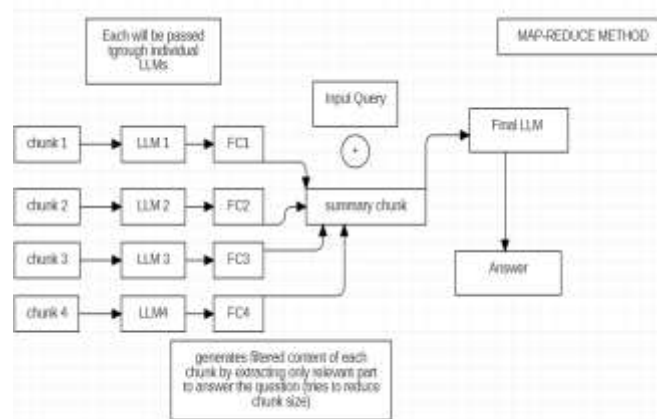 Each will be passed
tgrough individual
LLMs
MAP-REDUCE METHOD
Input Query
+
Final LLM
chunk 1
LLM 1
FC1
chunk 2
LLM 2
FC2
summary chunk
chunk 3
LLM 3
FC3
Answer
chunk 4
LLM4
FC4
generates filtered content of each
chunk by extracting only relevant part
to answer the question (tries to reduce
chunk size)